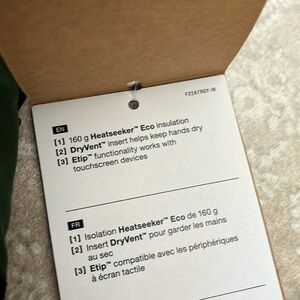 F22A7RGY-IN
EN
[1] 160 g Heatseeker™ Eco insulation
[2] DryVent™ insert helps keep hands dry
[3] Etip™ functionality works with
touchscreen devices
FR
[1] Isolation Heatseeker™ Eco de 160 g
[2] Insert DryVent™ pour garder les mains
au sec
[3] Etip™ compatible avec les périphériques
à écran tactile